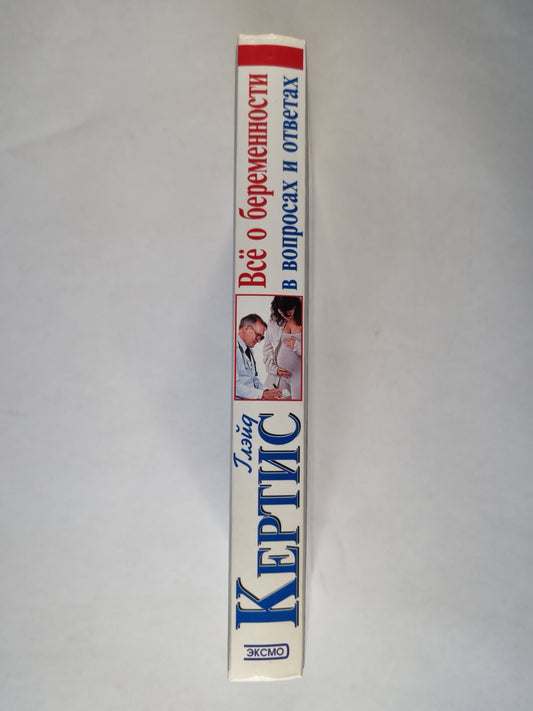 Глэйд
КЕРТИС
Всё о беременности
в вопросах и ответах
ЭКСМО